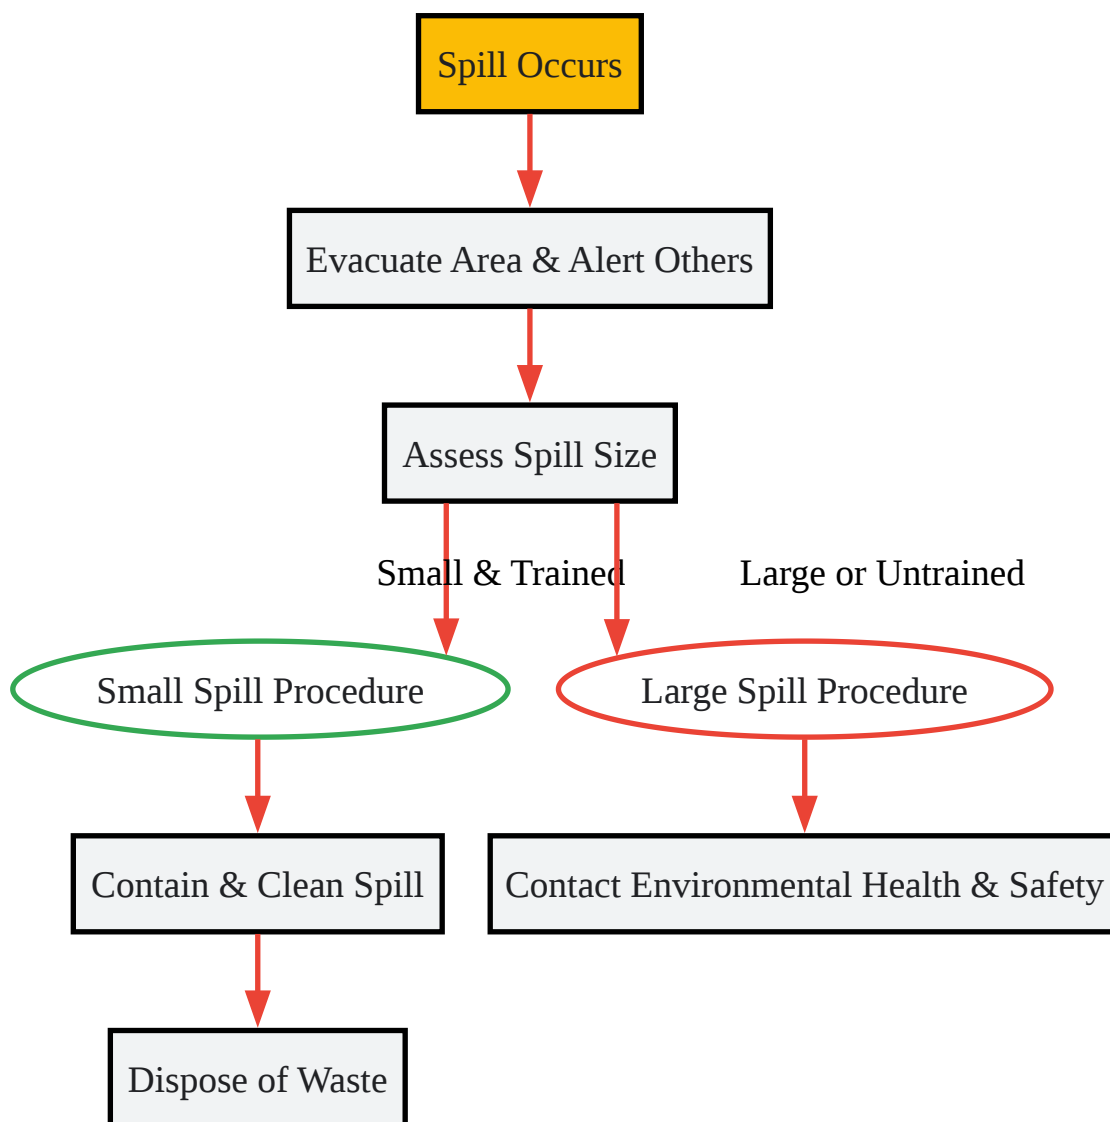 Spill Occurs
Evacuate Area & Alert Others
Assess Spill Size
Small & Trained
Large or Untrained
Small Spill Procedure
Large Spill Procedure
Contain & Clean Spill
Contact Environmental Health & Safety
Dispose of Waste